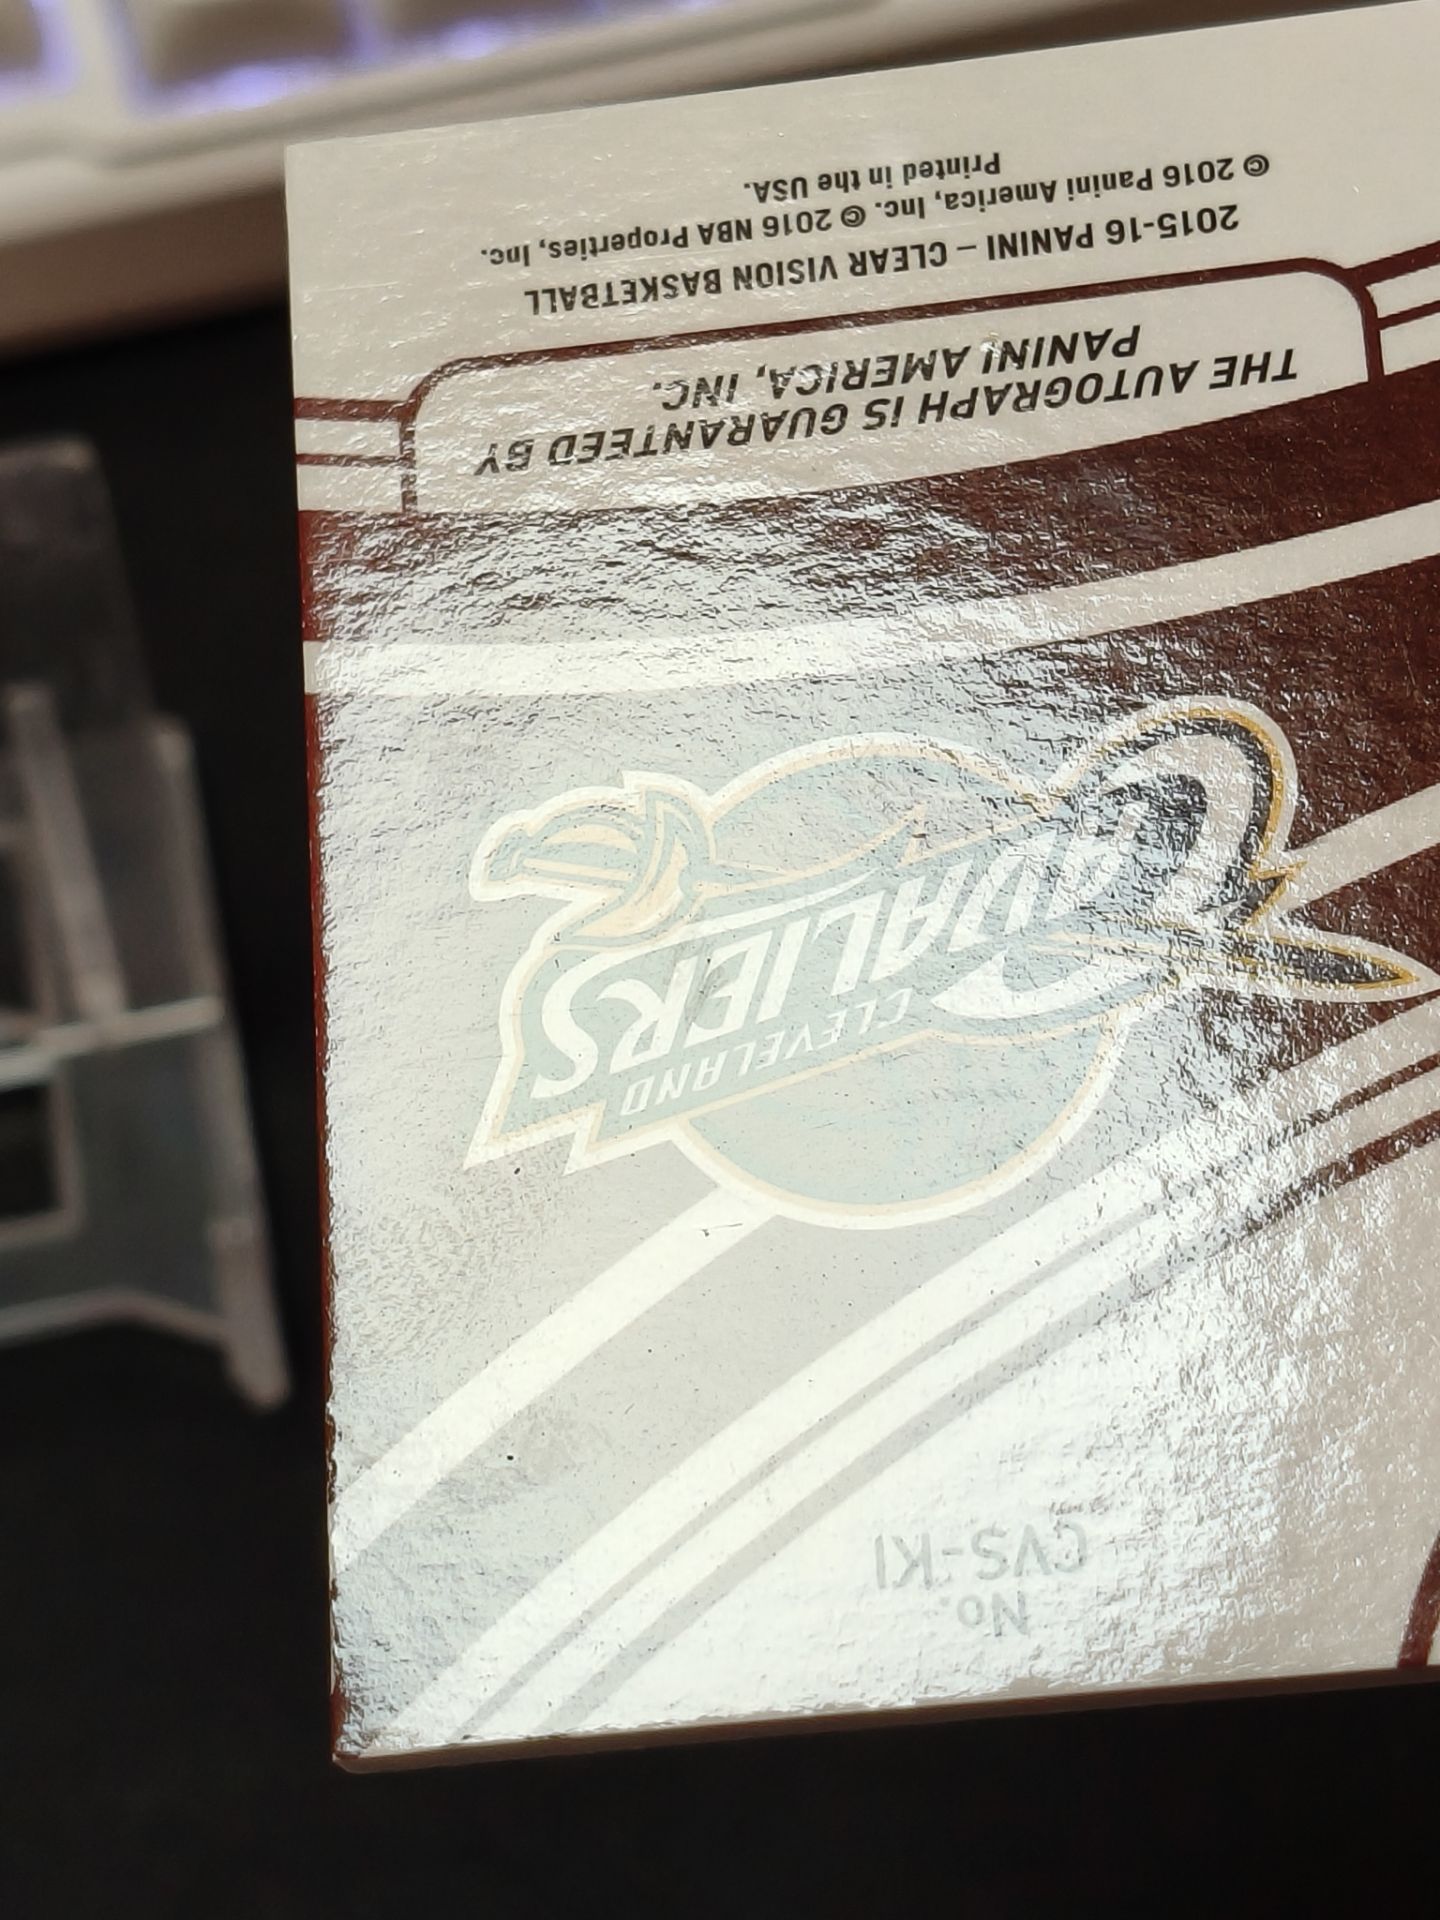 No.
CVS-KI
CLEVELAND
CAVALIERS
THE AUTOGRAPH IS GUARANTEED BY
PANINI AMERICA, INC.
2015-16 PANINI – CLEAR VISION BASKETBALL
© 2016 Panini America, Inc. © 2016 NBA Properties, Inc.
Printed in the USA.